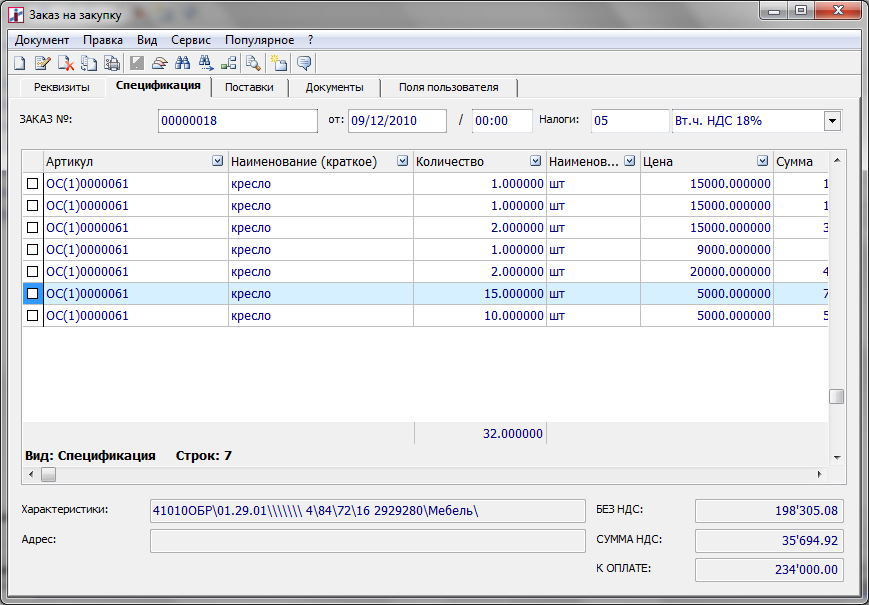 Заказ на закупку
Документ Правка Вид Сервис Популярное ?
Реквизиты Спецификация Поставки Документы Поля пользователя
ЗАКАЗ №: 00000018 от: 09/12/2010 / 00:00 Налоги: 05 Вт.ч. НДС 18%
Артикул Наименование (краткое) Количество Наименов... Цена Сумма
ОС(1)0000061 кресло 1.000000 шт 15000.000000 1
ОС(1)0000061 кресло 1.000000 шт 15000.000000 1
ОС(1)0000061 кресло 2.000000 шт 15000.000000 3
ОС(1)0000061 кресло 1.000000 шт 9000.000000
ОС(1)0000061 кресло 2.000000 шт 20000.000000 4
ОС(1)0000061 кресло 15.000000 шт 5000.000000 7
ОС(1)0000061 кресло 10.000000 шт 5000.000000 5
32.000000
Вид: Спецификация Строк: 7
Характеристики: 41010ОБР\01.29.01\\\\\\\ 4\84\72\16 2929280\Мебель\ БЕЗ НДС: 198'305.08
Адрес: СУММА НДС: 35'694.92
К ОПЛАТЕ: 234'000.00